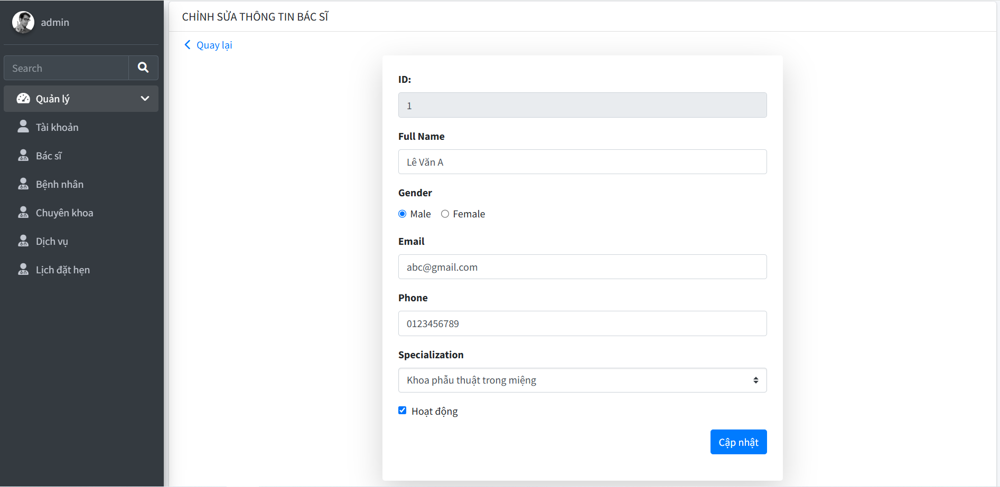 admin
Search
Quản lý
Tài khoản
Bác sĩ
Bệnh nhân
Chuyên khoa
Dịch vụ
Lịch đặt hẹn
CHỈNH SỬA THÔNG TIN BÁC SĨ
Quay lại
ID:
1
Full Name
Lê Văn A
Gender
Male Female
Email
abc@gmail.com
Phone
0123456789
Specialization
Khoa phẫu thuật trong miệng
Hoạt động
Cập nhật